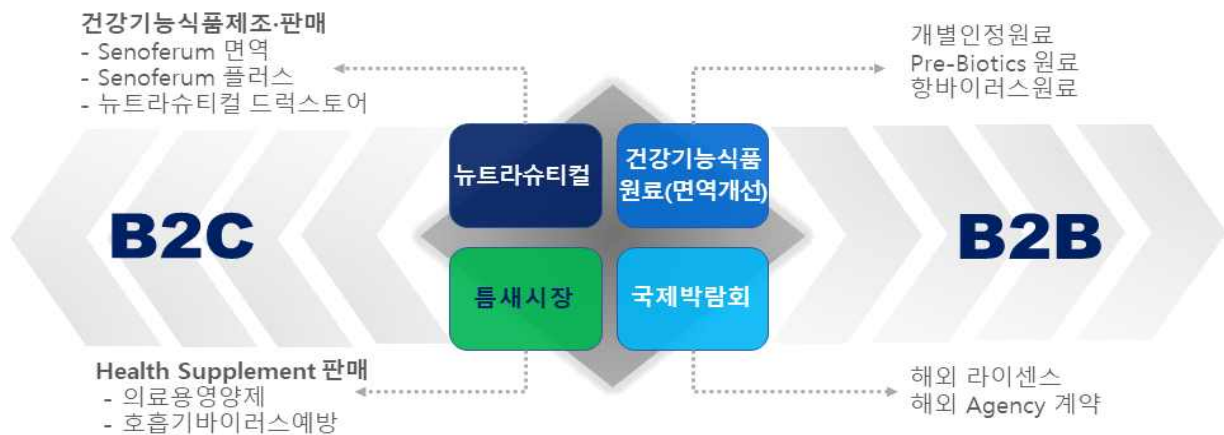 건강기능식품제조·판매
- Senoferum 면역
- Senoferum 플러스
- 뉴트라슈티컬 드럭스토어
개별인정원료
Pre-Biotics 원료
항바이러스원료
뉴트라슈티컬
건강기능식품
원료(면역개선)
B2C
B2B
틈새시장
국제박람회
Health Supplement 판매
- 의료용영양제
- 호흡기바이러스예방
해외 라이센스
해외 Agency 계약